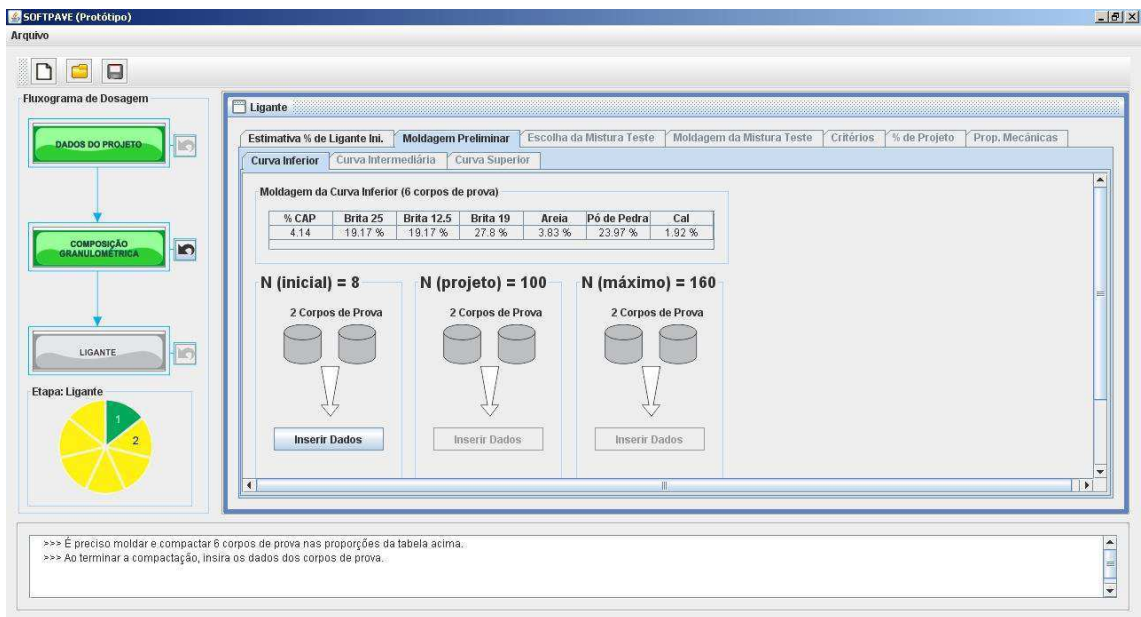 SOFTPAVE (Protótipo)
Arquivo
Fluxograma de Dosagem
DADOS DO PROJETO
COMPOSIÇÃO
GRANULOMÉTRICA
LIGANTE
Etapa: Ligante
1
2
Ligante
Estimativa % de Ligante Ini. Moldagem Preliminar Escolha da Mistura Teste Moldagem da Mistura Teste Critérios % de Projeto Prop. Mecânicas
Curva Inferior Curva Intermediária Curva Superior
Moldagem da Curva Inferior (6 corpos de prova)
% CAP Brita 25 Brita 12.5 Brita 19 Areia Pó de Pedra Cal
4.14 19.17 % 19.17 % 27.8 % 3.83 % 23.97 % 1.92 %
N (inicial) = 8 N (projeto) = 100 N (máximo) = 160
2 Corpos de Prova 2 Corpos de Prova 2 Corpos de Prova
Inserir Dados Inserir Dados Inserir Dados
>>> É preciso moldar e compactar 6 corpos de prova nas proporções da tabela acima.
>>> Ao terminar a compactação, insira os dados dos corpos de prova.